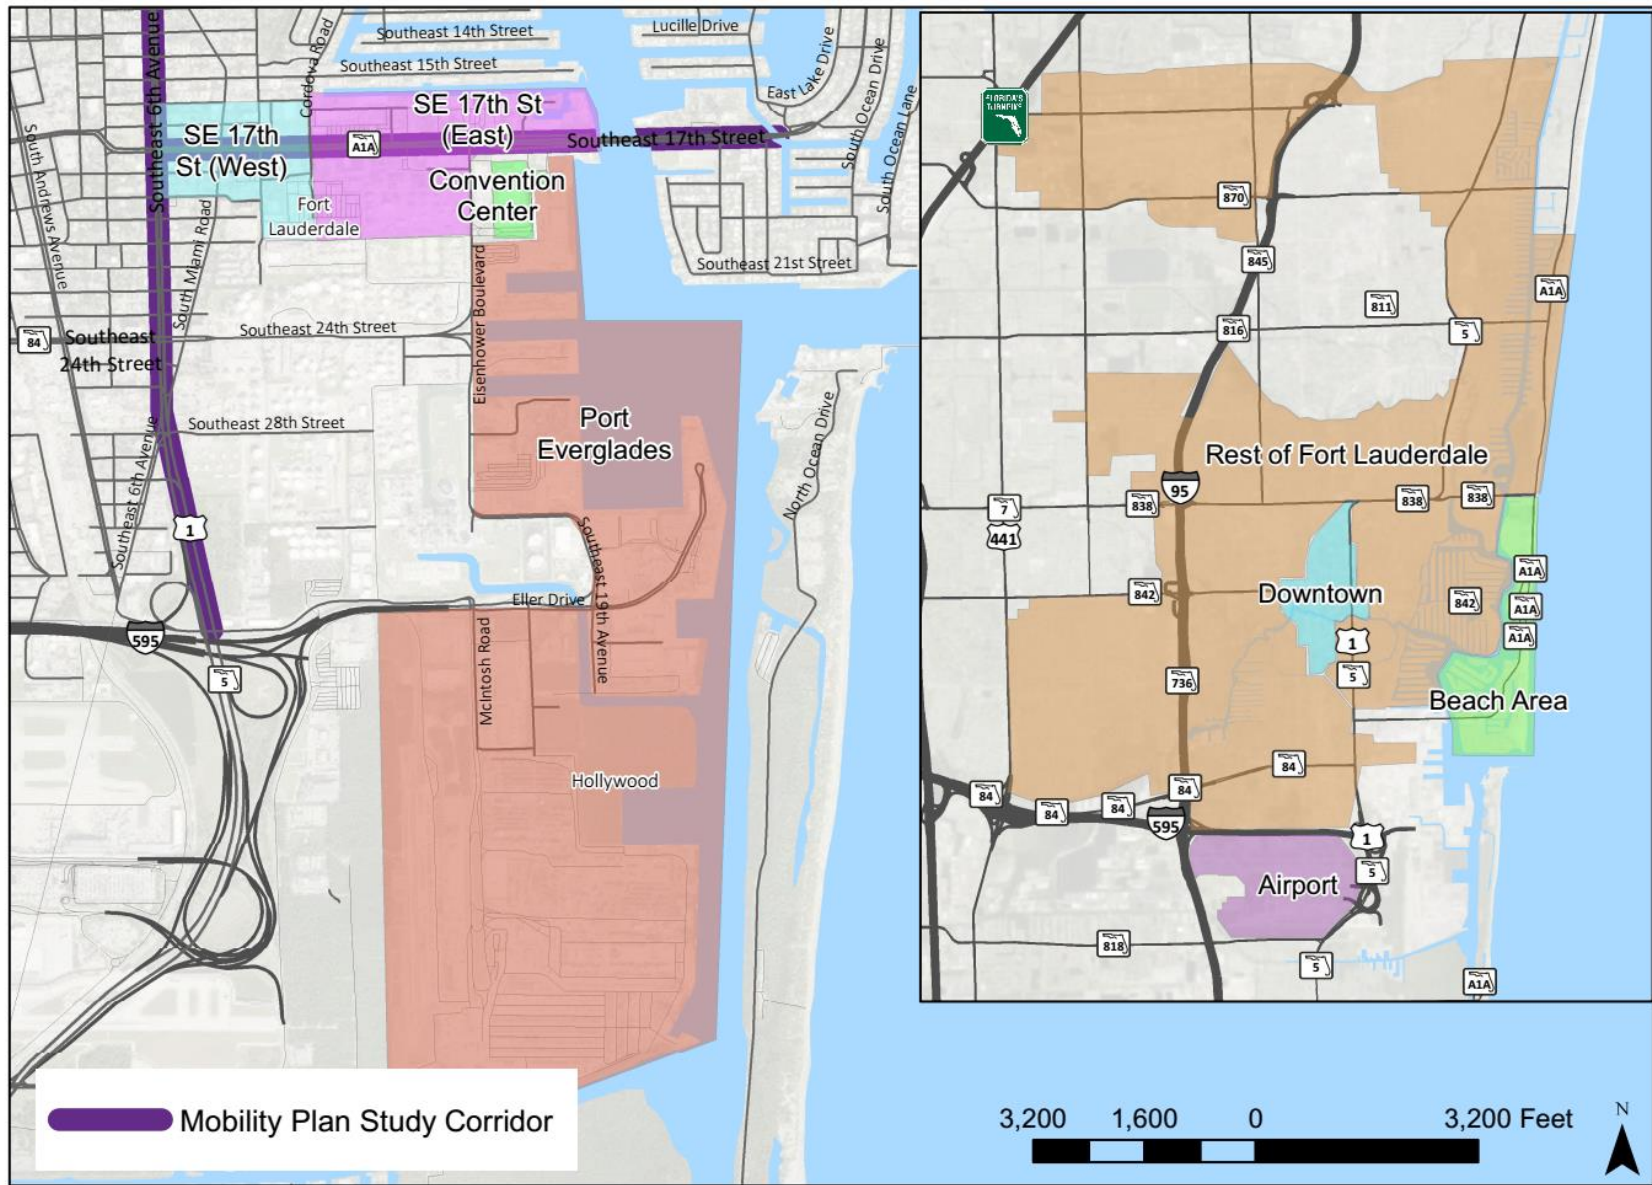 Southeast 6th Avenue
Cordova Road
Southeast 14th Street
Lucille Drive
Southeast 15th Street
East Lake Drive
South Ocean Drive
South Ocean Lane
SE 17th
St (West)
SE 17th St
(East)
A1A
Southeast 17th Street
Convention
Center
Fort
Lauderdale
South Andrews Avenue
South Miami Road
Southeast 21st Street
Eisenhower Boulevard
84
Southeast
24th Street
Southeast 24th Street
Southeast 28th Street
Southeast 6th Avenue
Port
Everglades
North Ocean Drive
1
Southeast 19th Avenue
Eller Drive
595
McIntosh Road
5
Hollywood
Mobility Plan Study Corridor
FLORIDA'S
TURNPIKE
870
845
A1A
811
816
5
Rest of Fort Lauderdale
95
838
838
838
7
441
A1A
842
Downtown
842
A1A
A1A
1
5
736
Beach Area
84
84
84
84
84
595
1
Airport
5
818
5
A1A
3,200 1,600 0 3,200 Feet
N